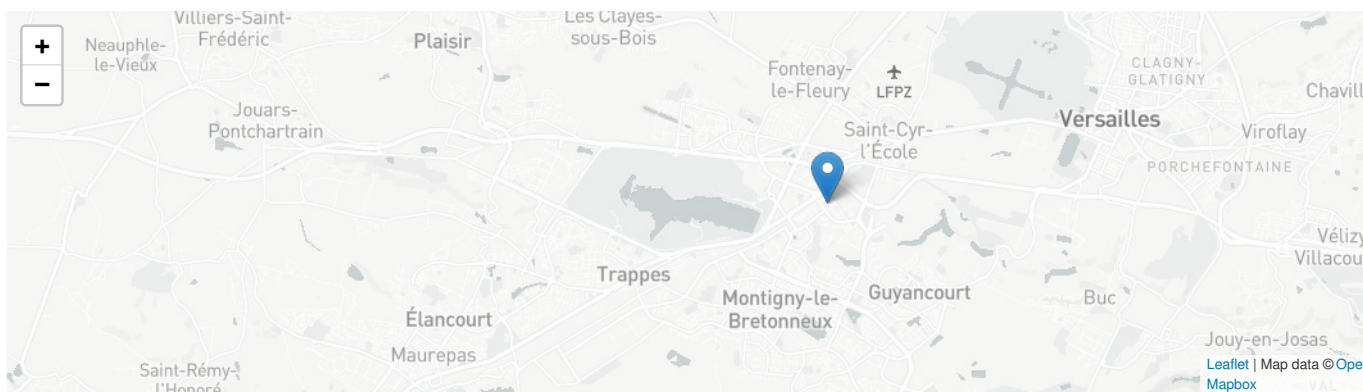 +
−
Villiers-Saint-
Frédéric
Neauphle-
le-Vieux
Plaisir
Les Clayes-
sous-Bois
Fontenay-
le-Fleury
LFPZ
CLAGNY-
GLATIGNY
Chavill
Jouars-
Pontchartrain
Saint-Cyr-
l'École
Versailles
Viroflay
PORCHEFONTAINE
Vélizy
Villacou
Trappes
Montigny-le-
Bretonneux
Guyancourt
Buc
Élancourt
Maurepas
Jouy-en-Josas
Saint-Rémy-
l'Honoré
VAL
Leaflet | Map data © Ope
Mapbox